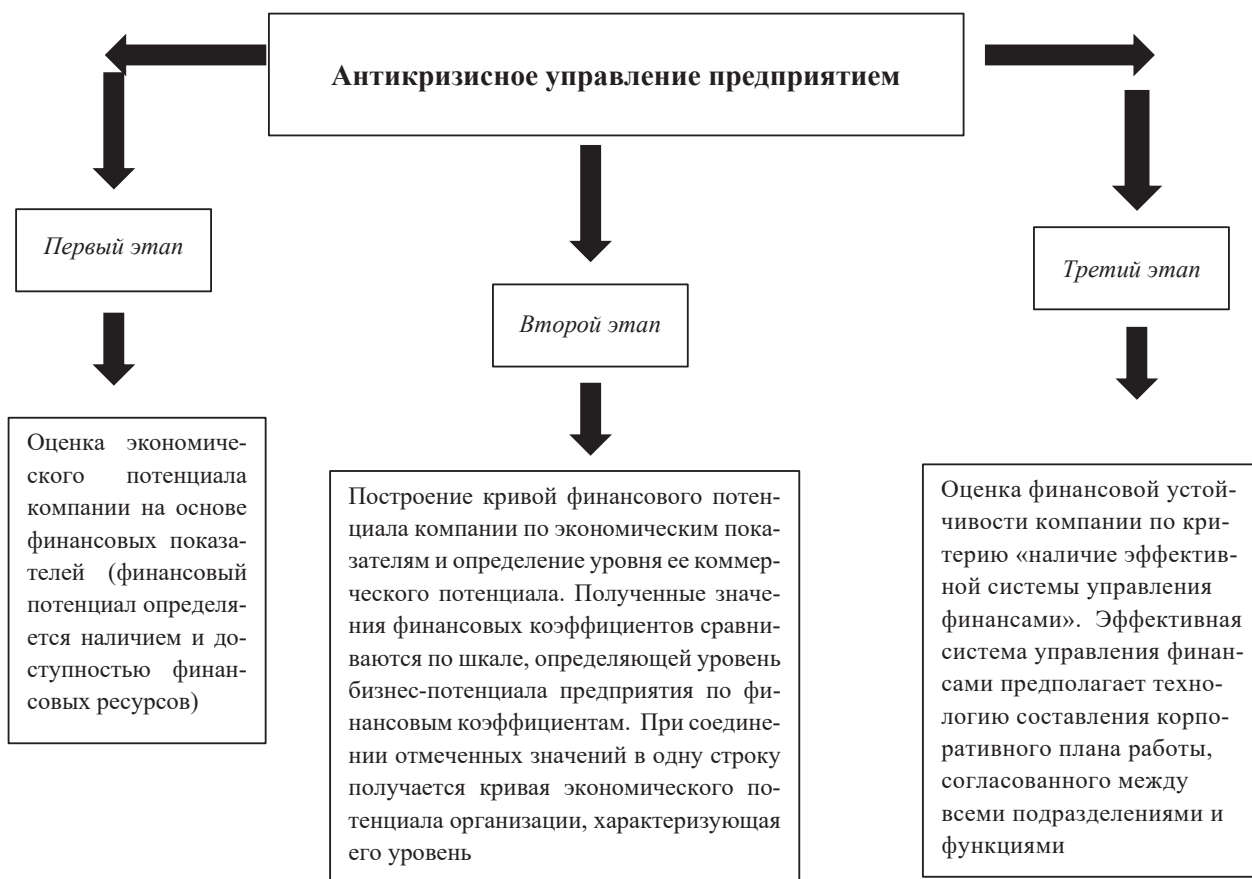 Антикризисное управление предприятием
Первый этап
Второй этап
Третий этап
Оценка экономиче-
ского потенциала
компании на основе
финансовых показа-
телей (финансовый
потенциал определя-
ется наличием и до-
ступностью финан-
совых ресурсов)
Построение кривой финансового потен-
циала компании по экономическим пока-
зателям и определение уровня ее коммер-
ческого потенциала. Полученные значе-
ния финансовых коэффициентов сравни-
ваются по шкале, определяющей уровень
бизнес-потенциала предприятия по фи-
нансовым коэффициентам. При соедине-
нии отмеченных значений в одну строку
получается кривая экономического по-
тенциала организации, характеризующая
его уровень
Оценка финансовой устой-
чивости компании по кри-
терию «наличие эффектив-
ной системы управления
финансами». Эффективная
система управления финан-
сами предполагает техно-
логию составления корпо-
ративного плана работы,
согласованного между
всеми подразделениями и
функциями